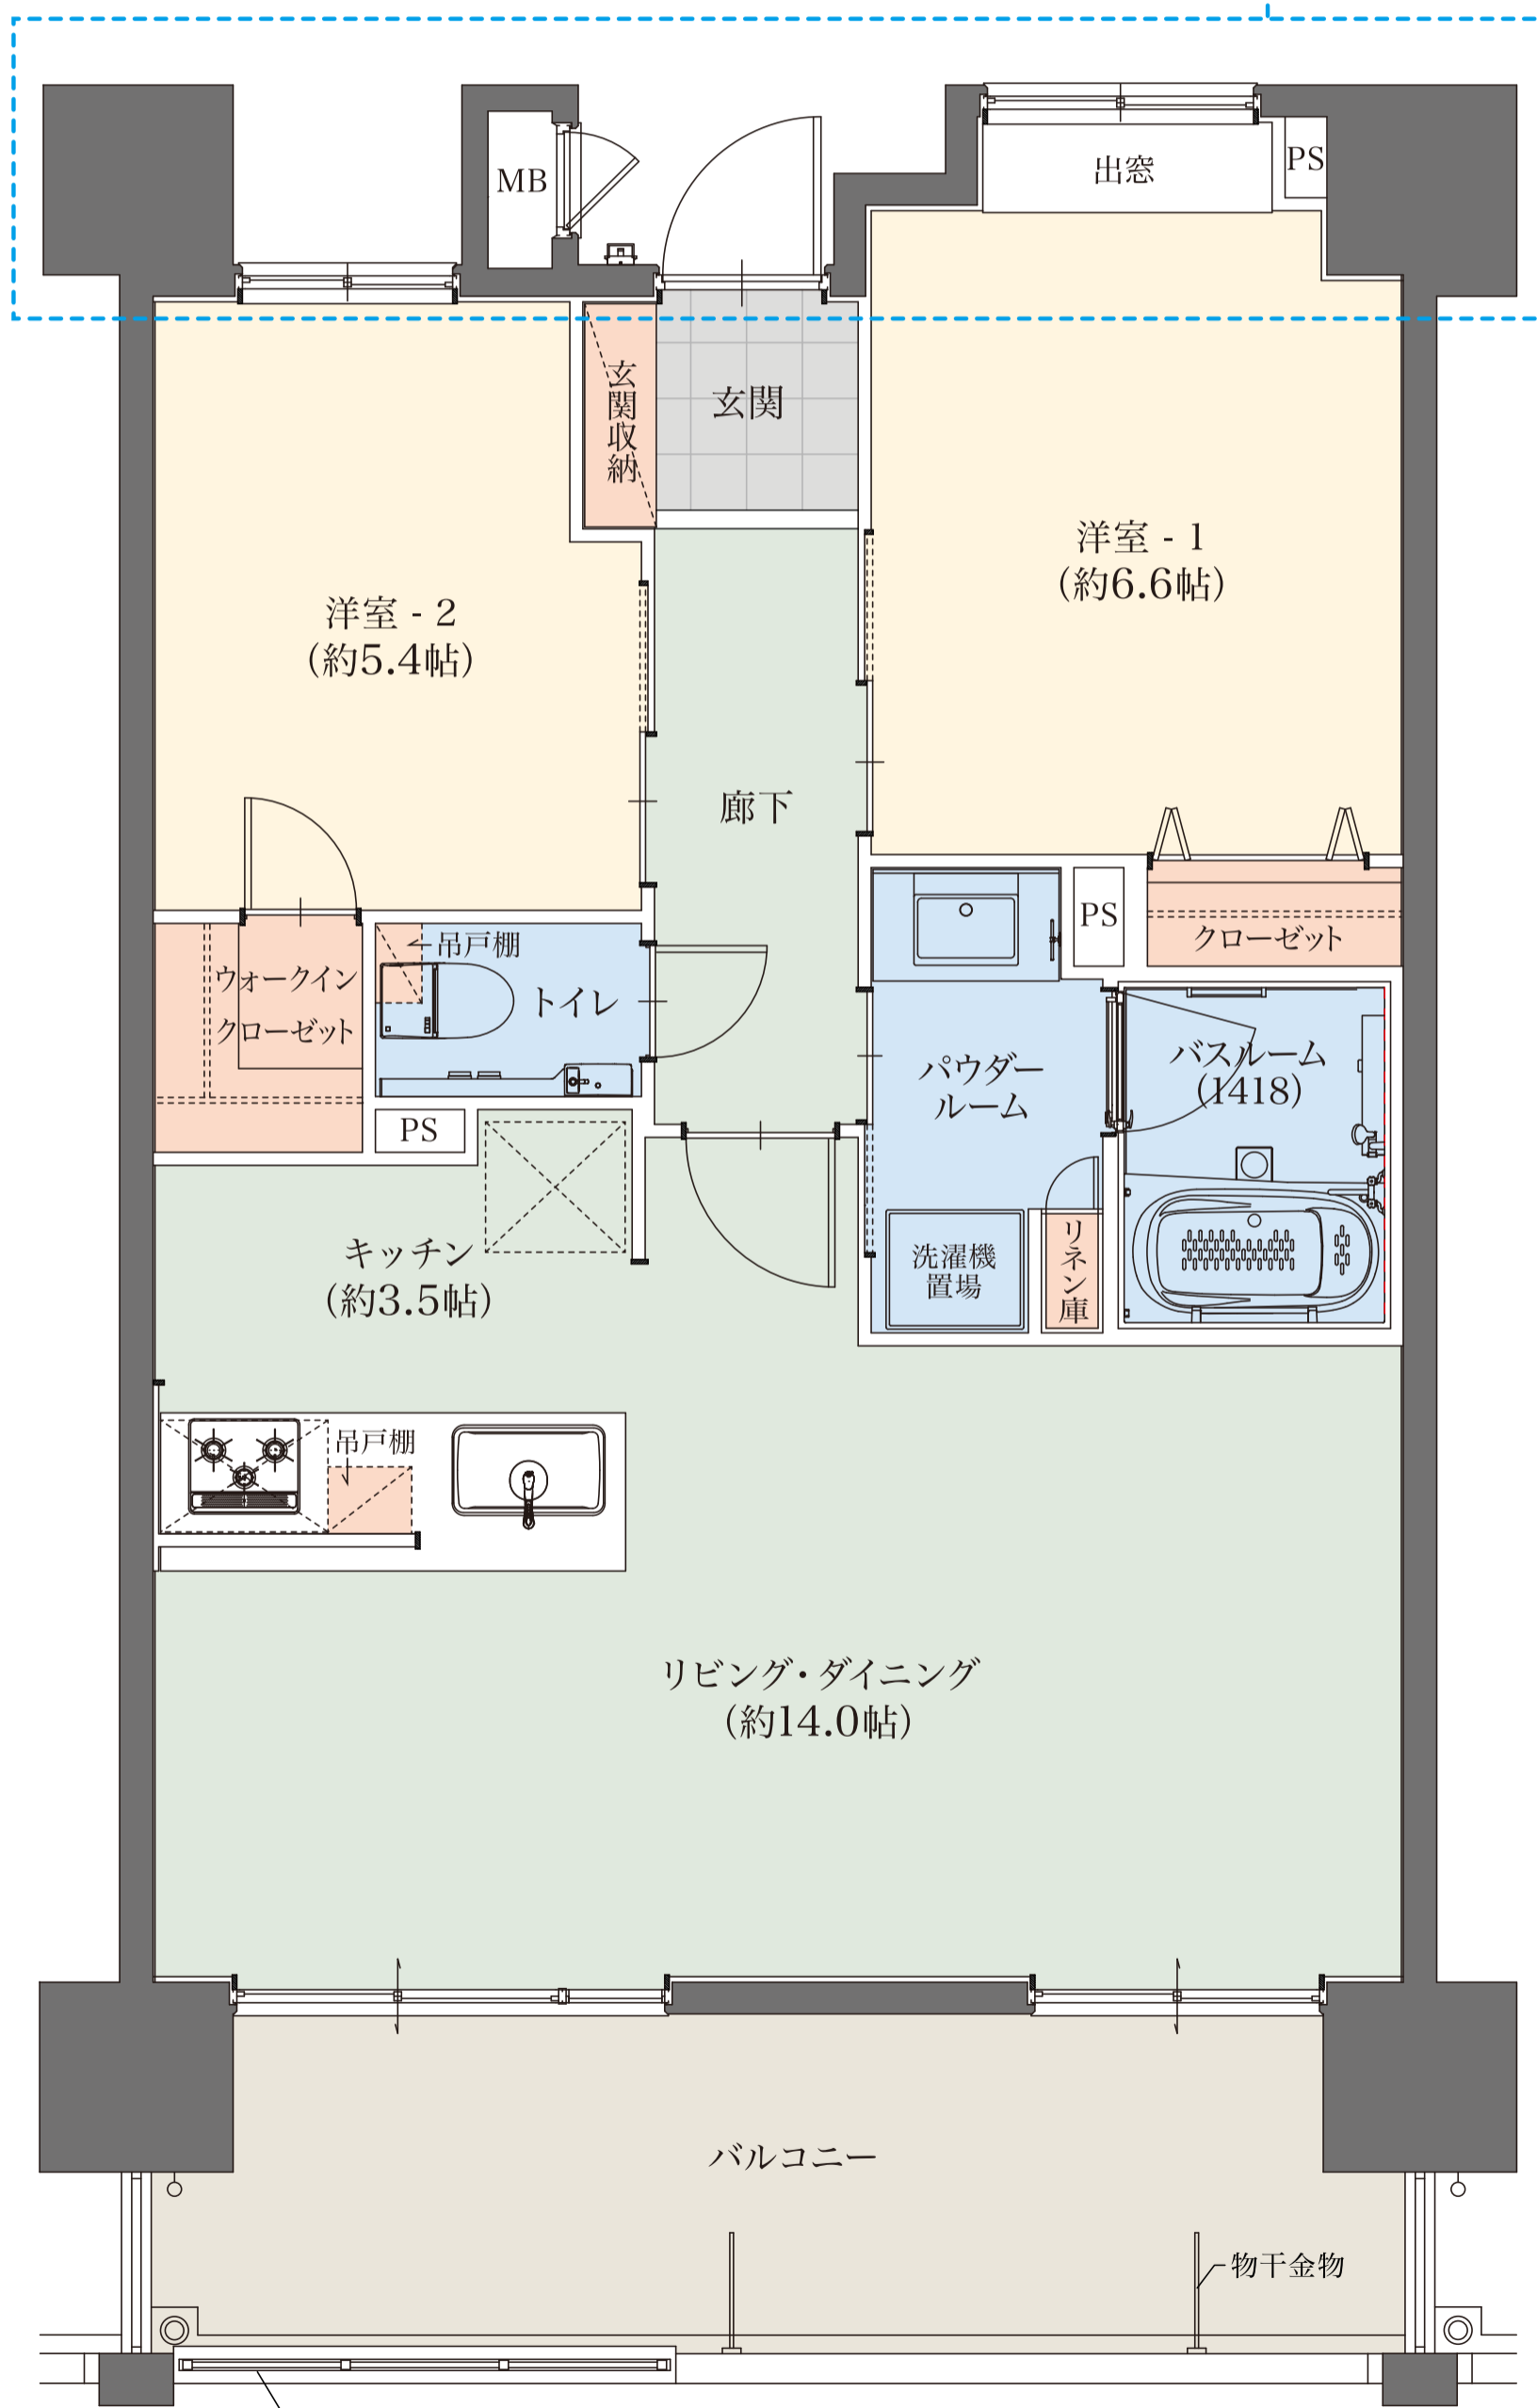 MB
出窓
PS
玄関収納
玄関
洋室 - 1
(約6.6帖)
洋室 - 2
(約5.4帖)
廊下
吊戸棚
トイレ
ウォークイン
クローゼット
PS
PS
クローゼット
パウダー
ルーム
バスルーム
(1418)
洗濯機
置場
リネン庫
キッチン
(約3.5帖)
吊戸棚
リビング・ダイニング
(約14.0帖)
バルコニー
物干金物